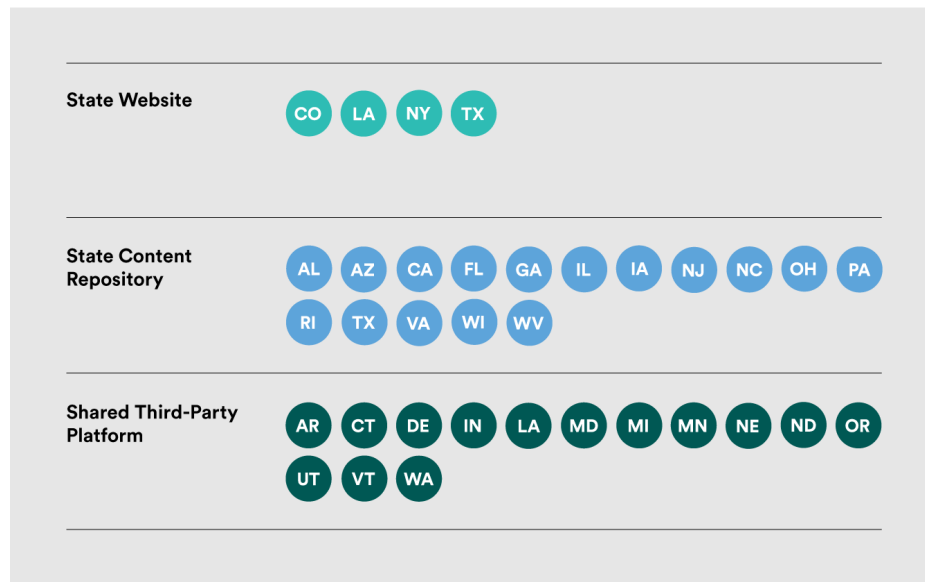 State Website
CO LA NY TX
State Content
Repository
AL AZ CA FL GA IL IA NJ NC OH PA
RI TX VA WI WV
Shared Third-Party
Platform
AR CT DE IN LA MD MI MN NE ND OR
UT VT WA